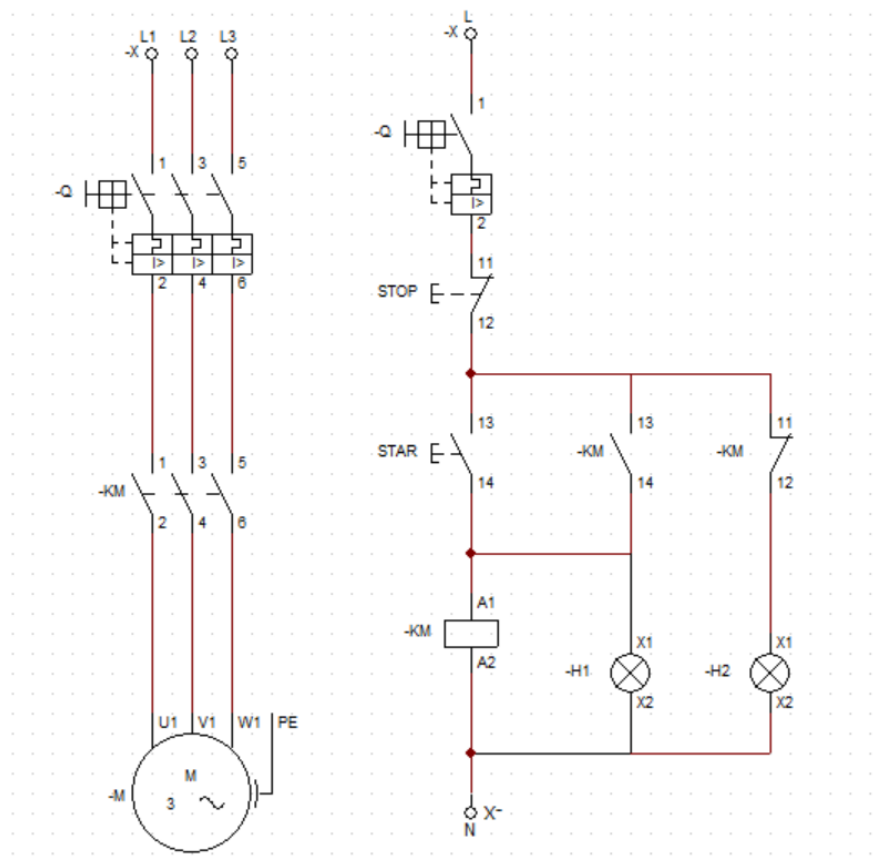 L1 L2 L3
-X
-Q
1 3 5
I> I> I>
2 4 6
-KM
1 3 5
2 4 6
U1 V1 W1 PE
-M
M
3
L
-X
-Q
1
I>
2
STOP
11
12
STAR
13
14
-KM
13
14
-KM
11
12
-KM
A1
A2
-H1
X1
X2
-H2
X1
X2
X-
N